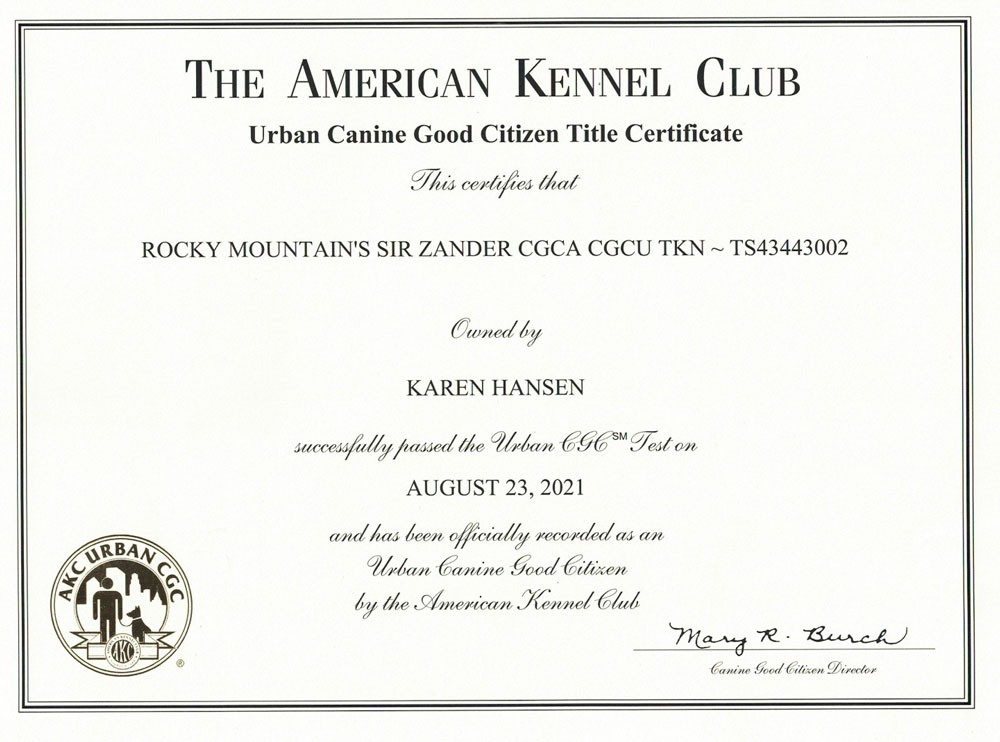 THE AMERICAN KENNEL CLUB
Urban Canine Good Citizen Title Certificate
This certifies that
ROCKY MOUNTAIN'S SIR ZANDER CGCA CGCU TKN ~ TS43443002
Owned by
KAREN HANSEN
successfully passed the Urban CGC℠ Test on
AUGUST 23, 2021
and has been officially recorded as an
Urban Canine Good Citizen
by the American Kennel Club
AKC URBAN CGC
AKC
®
Mary R. Burch
Canine Good Citizen Director